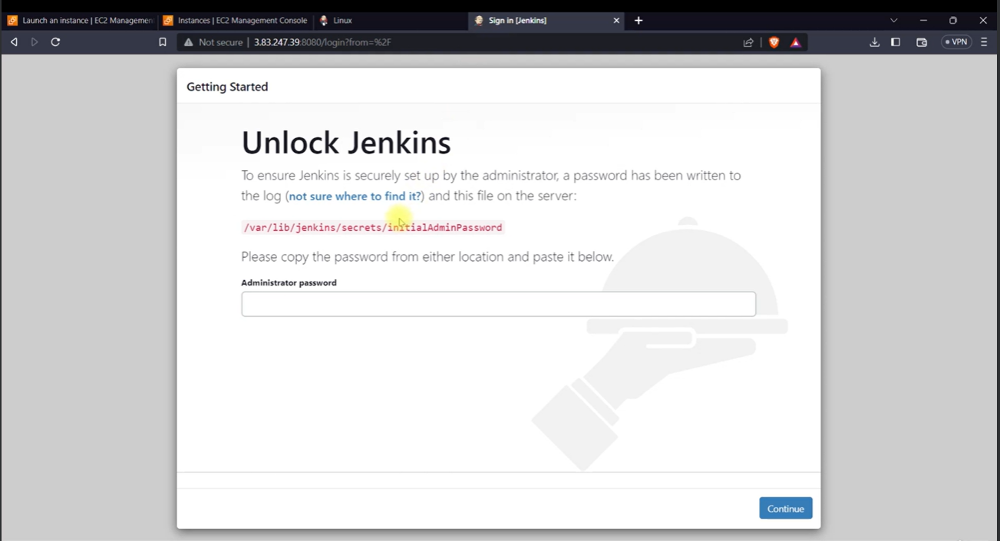 Launch an instance | EC2 Managemen
Instances | EC2 Management Console
Linux
Sign in [Jenkins]
Not secure | 3.83.247.39:8080/login?from=%2F
VPN
Getting Started
Unlock Jenkins
To ensure Jenkins is securely set up by the administrator, a password has been written to
the log (not sure where to find it?) and this file on the server:
/var/lib/jenkins/secrets/initialAdminPassword
Please copy the password from either location and paste it below.
Administrator password
Continue